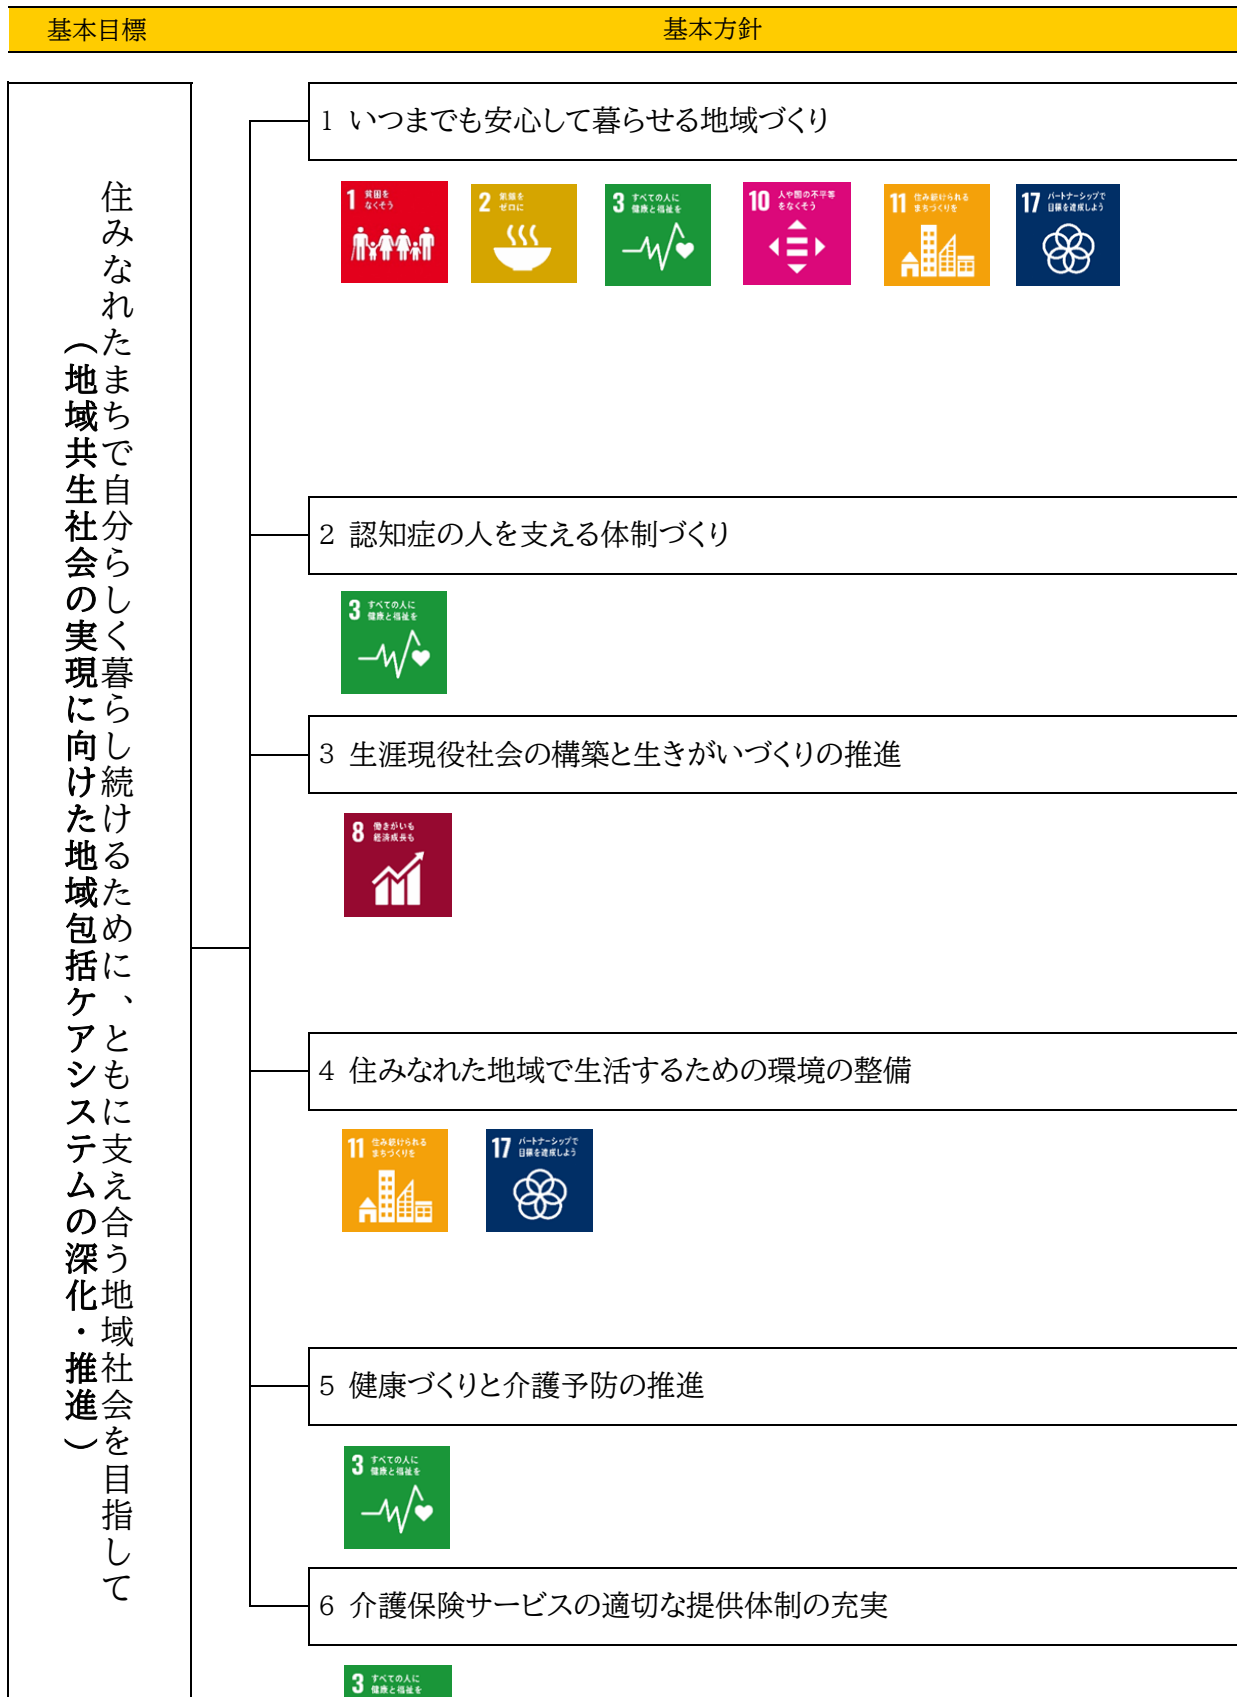 基本目標
基本方針
住みなれたまちで自分らしく暮らし続けるために、ともに支え合う地域社会を目指して
（地域共生社会の実現に向けた地域包括ケアシステムの深化・推進）
1 いつまでも安心して暮らせる地域づくり
1 貧困を
なくそう
2 飢餓を
ゼロに
3 すべての人に
健康と福祉を
10 人や国の不平等
をなくそう
11 住み続けられる
まちづくりを
17 パートナーシップで
目標を達成しよう
2 認知症の人を支える体制づくり
3 すべての人に
健康と福祉を
3 生涯現役社会の構築と生きがいづくりの推進
8 働きがいも
経済成長も
4 住みなれた地域で生活するための環境の整備
11 住み続けられる
まちづくりを
17 パートナーシップで
目標を達成しよう
5 健康づくりと介護予防の推進
3 すべての人に
健康と福祉を
6 介護保険サービスの適切な提供体制の充実
3 すべての人に
健康と福祉を